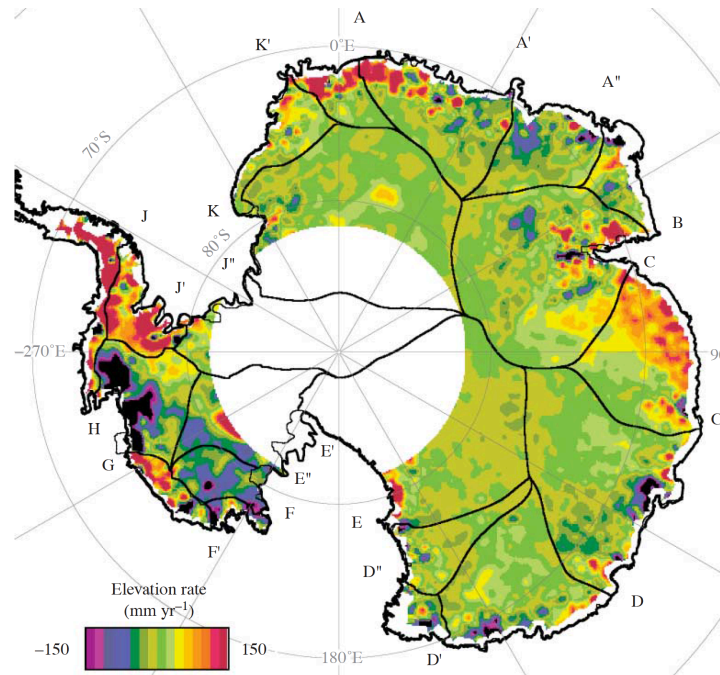 A
K'
0°E
A'
A"
70°S
K
J
B
80°S
J"
C
J'
–270°E
90
C
H
G
E'
E"
F
E
F'
D"
D
Elevation rate
(mm yr⁻¹)
–150
150
180°E
D'